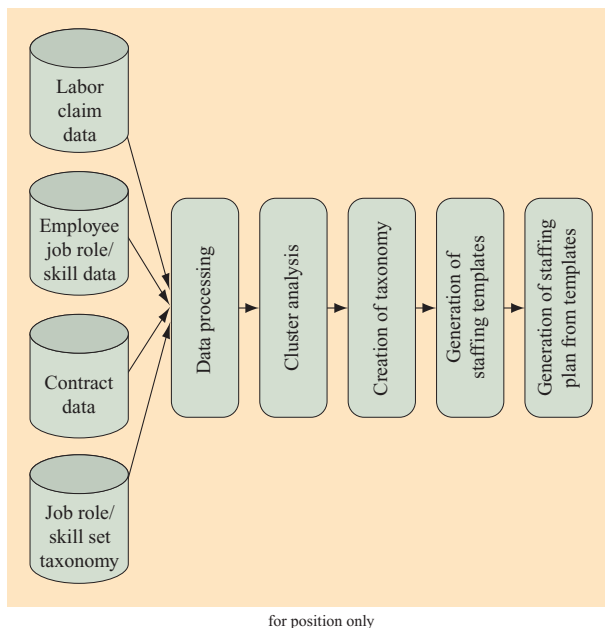 Labor
claim
data
Employee
job role/
skill data
Contract
data
Job role/
skill set
taxonomy
Data processing
Cluster analysis
Creation of taxonomy
Generation of
staffing templates
Generation of staffing
plan from templates
for position only